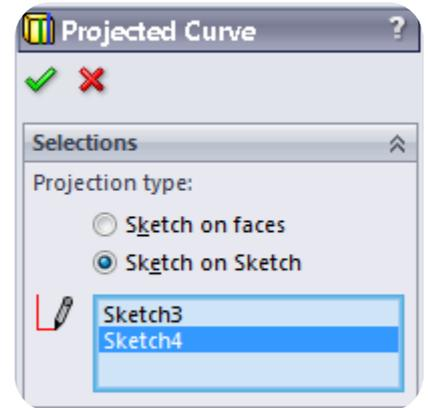 Projected Curve ?
Selections
Projection type:
Sketch on faces
Sketch on Sketch
Sketch3
Sketch4